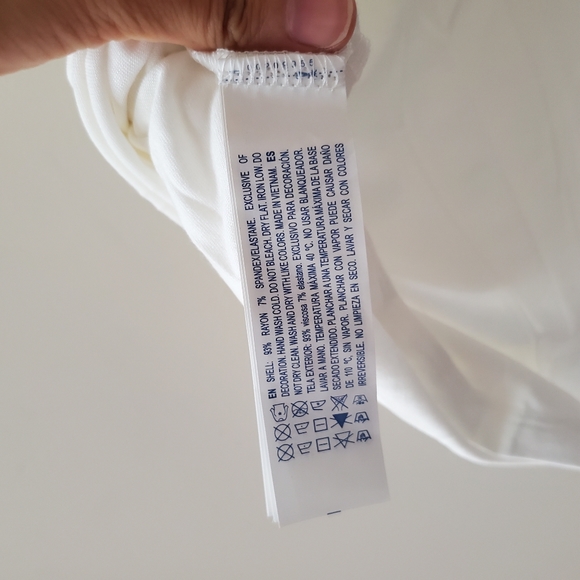 EN SHELL: 93% RAYON 7% SPANDEX/ELASTANE. EXCLUSIVE OF
DECORATION. HAND WASH COLD. DO NOT BLEACH. DRY FLAT. IRON LOW. DO
NOT DRY CLEAN. WASH AND DRY WITH LIKE COLORS. MADE IN VIETNAM. ES
TELA EXTERIOR: 93% viscosa 7% elastano. EXCLUSIVO PARA DECORACIÓN.
LAVAR A MANO. TEMPERATURA MÁXIMA 40 °C. NO USAR BLANQUEADOR.
SECADO EXTENDIDO. PLANCHAR A UNA TEMPERATURA MÁXIMA DE LA BASE
DE 110 °C, SIN VAPOR. PLANCHAR CON VAPOR PUEDE CAUSAR DAÑO
IRREVERSIBLE. NO LIMPIEZA EN SECO. LAVAR Y SECAR CON COLORES